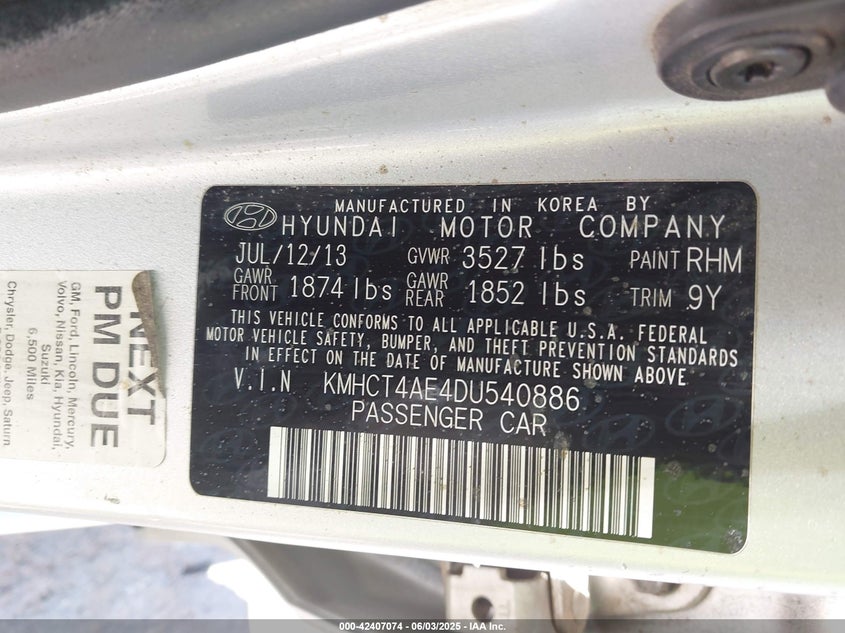 MANUFACTURED IN KOREA BY
HYUNDAI MOTOR COMPANY
JUL/12/13 GVWR 3527 lbs PAINT RHM
GAWR FRONT 1874 lbs GAWR REAR 1852 lbs TRIM 9Y
THIS VEHICLE CONFORMS TO ALL APPLICABLE U.S.A. FEDERAL
MOTOR VEHICLE SAFETY, BUMPER, AND THEFT PREVENTION STANDARDS
IN EFFECT ON THE DATE OF MANUFACTURE SHOWN ABOVE
V.I.N KMHCT4AE4DU540886
PASSENGER CAR
NEXT
PM DUE
GM, Ford, Lincoln, Mercury,
Volvo, Nissan, Kia, Hyundai,
Suzuki
6,500 Miles
Chrysler, Dodge, Jeep, Saturn
000-42407074 - 06/03/2025 - IAA Inc.